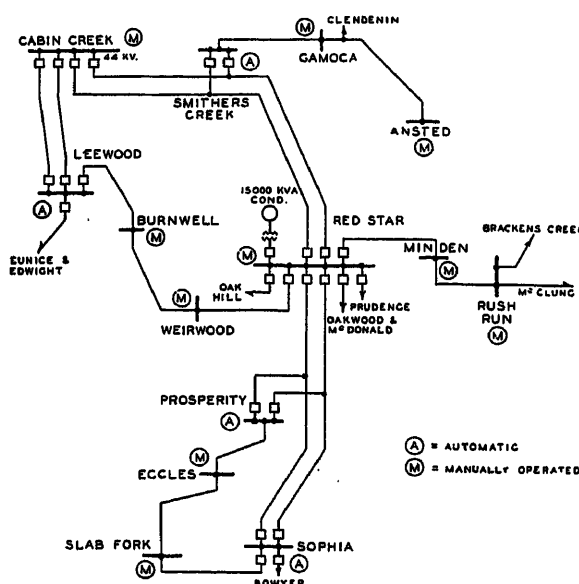 CLENDENIN
M
GAMOCA
CABIN CREEK M
44 KV.
A
SMITHERS
CREEK
ANSTED
M
LEEWOOD
A
15000 KVA
COND.
RED STAR
BRACKENS CREEK
BURNWELL
M
M
MINDEN
M
EUNICE &
EDWIGHT
OAK
HILL
PRUDENCE
OAKWOOD &
McDONALD
Mc CLUNG
RUSH
RUN
M
M
WEIRWOOD
PROSPERITY
A
A = AUTOMATIC
M = MANUALLY OPERATED
M
ECCLES
SLAB FORK
M
SOPHIA
A
BOWYER